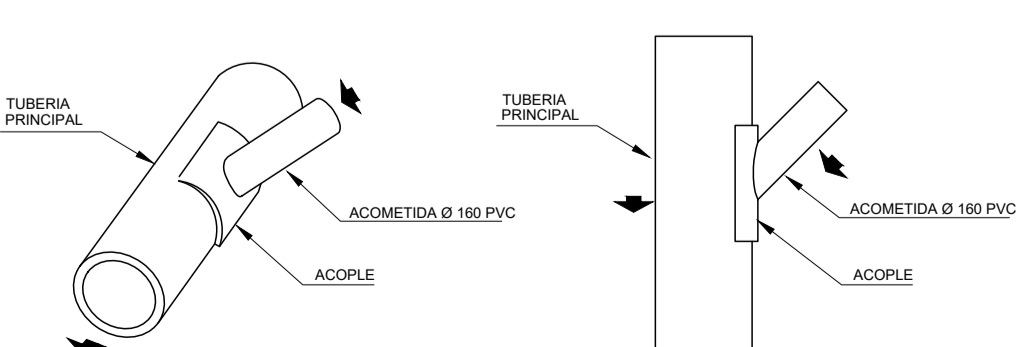 TUBERIA
PRINCIPAL
ACOMETIDA Ø 160 PVC
ACOPLE
TUBERIA
PRINCIPAL
ACOMETIDA Ø 160 PVC
ACOPLE